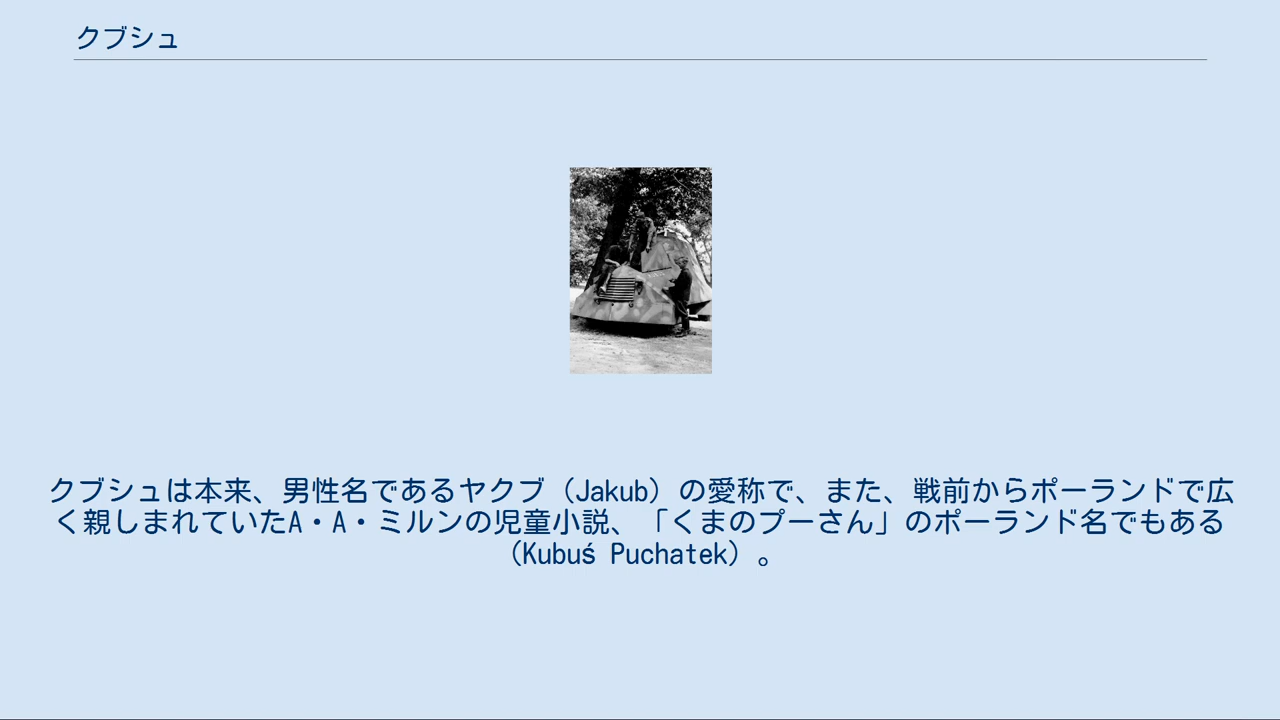 クブシュ
クブシュは本来、男性名であるヤクブ（Jakub）の愛称で、また、戦前からポーランドで広
く親しまれていたA・A・ミルンの児童小説、「くまのプーさん」のポーランド名でもある
（Kubuś Puchatek）。